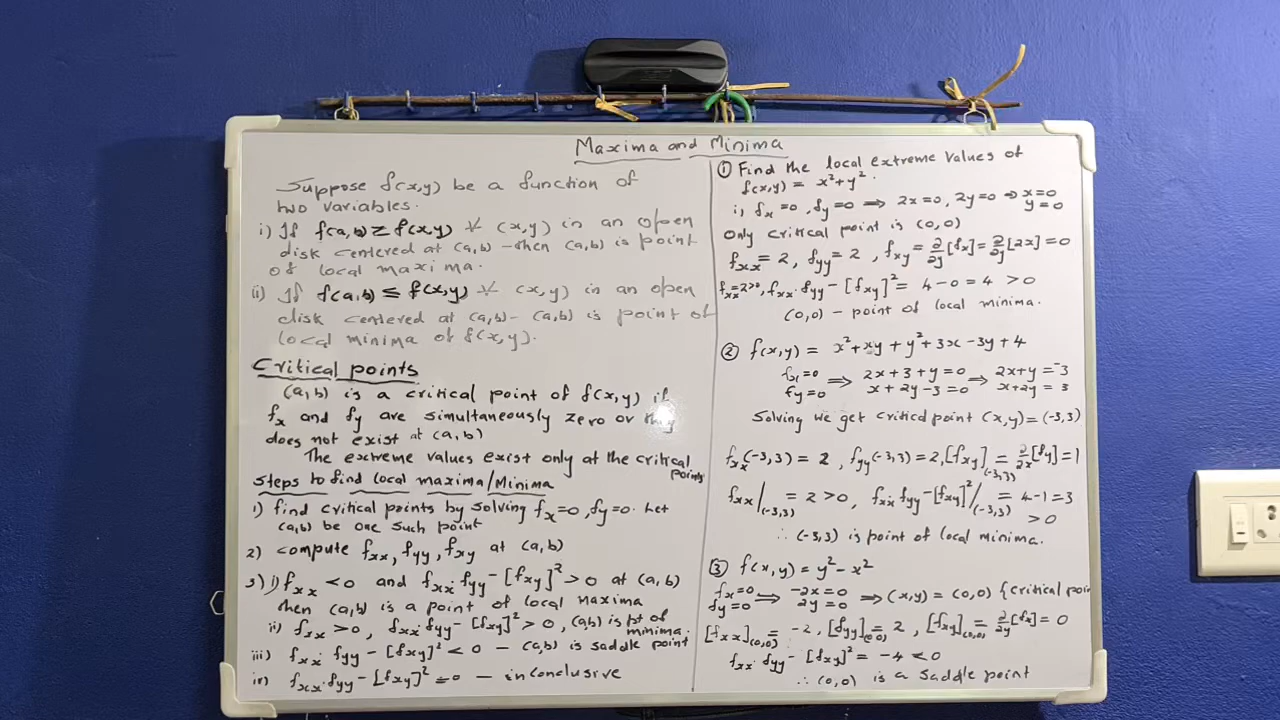 Maxima and Minima
Suppose f(x,y) be a function of
two variables.
i) If f(a,b) ≥ f(x,y) ∀ (x,y) in an open
disk centered at (a,b) then (a,b) is point
of local maxima.
ii) If f(a,b) ≤ f(x,y) ∀ (x,y) in an open
disk centered at (a,b) - (a,b) is point of
local minima of f(x,y).
Critical points
(a,b) is a critical point of f(x,y) if
fx and fy are simultaneously zero or they
does not exist at (a,b)
The extreme values exist only at the critical
points
Steps to find local maxima/Minima
1) find critical points by solving fx=0, fy=0. Let
(a,b) be one such point
2) compute fxx, fyy, fxy at (a,b)
3) i) fxx < 0 and fxx·fyy - [fxy]² > 0 at (a,b)
then (a,b) is a point of local maxima
ii) fxx > 0, fxx·fyy - [fxy]² > 0, (a,b) is pt of
minima.
iii) fxx·fyy - [fxy]² < 0 - (a,b) is saddle point
iv) fxx·fyy - [fxy]² = 0 - inconclusive
① Find the local extreme values of
f(x,y) = x²+y².
i) fx=0, fy=0 ⇒ 2x=0, 2y=0 ⇒ x=0
y=0
Only critical point is (0,0)
fxx = 2, fyy = 2, fxy = ∂/∂y[fx] = ∂/∂y[2x] = 0
fxx=2>0, fxx·fyy - [fxy]² = 4-0 = 4 > 0
(0,0) - point of local minima.
② f(x,y) = x²+xy+y²+3x-3y+4
fx=0 ⇒ 2x+3+y=0 ⇒ 2x+y=-3
fy=0 x+2y-3=0 x+2y=3
Solving we get critical point (x,y)=(-3,3)
fxx(-3,3) = 2, fyy(-3,3)=2, [fxy](-3,3) = ∂/∂x[fy] = 1
fxx|(-3,3) = 2 > 0, fxx·fyy - [fxy]²|(-3,3) = 4-1=3
> 0
∴ (-3,3) is point of local minima.
③ f(x,y) = y² - x²
fx=0 ⇒ -2x=0 ⇒ (x,y) = (0,0) {critical poin
fy=0 2y=0
[fxx](0,0) = -2, [fyy](0,0) = 2, [fxy](0,0) = ∂/∂y[fx] = 0
fxx·fyy - [fxy]² = -4 < 0
∴ (0,0) is a saddle point